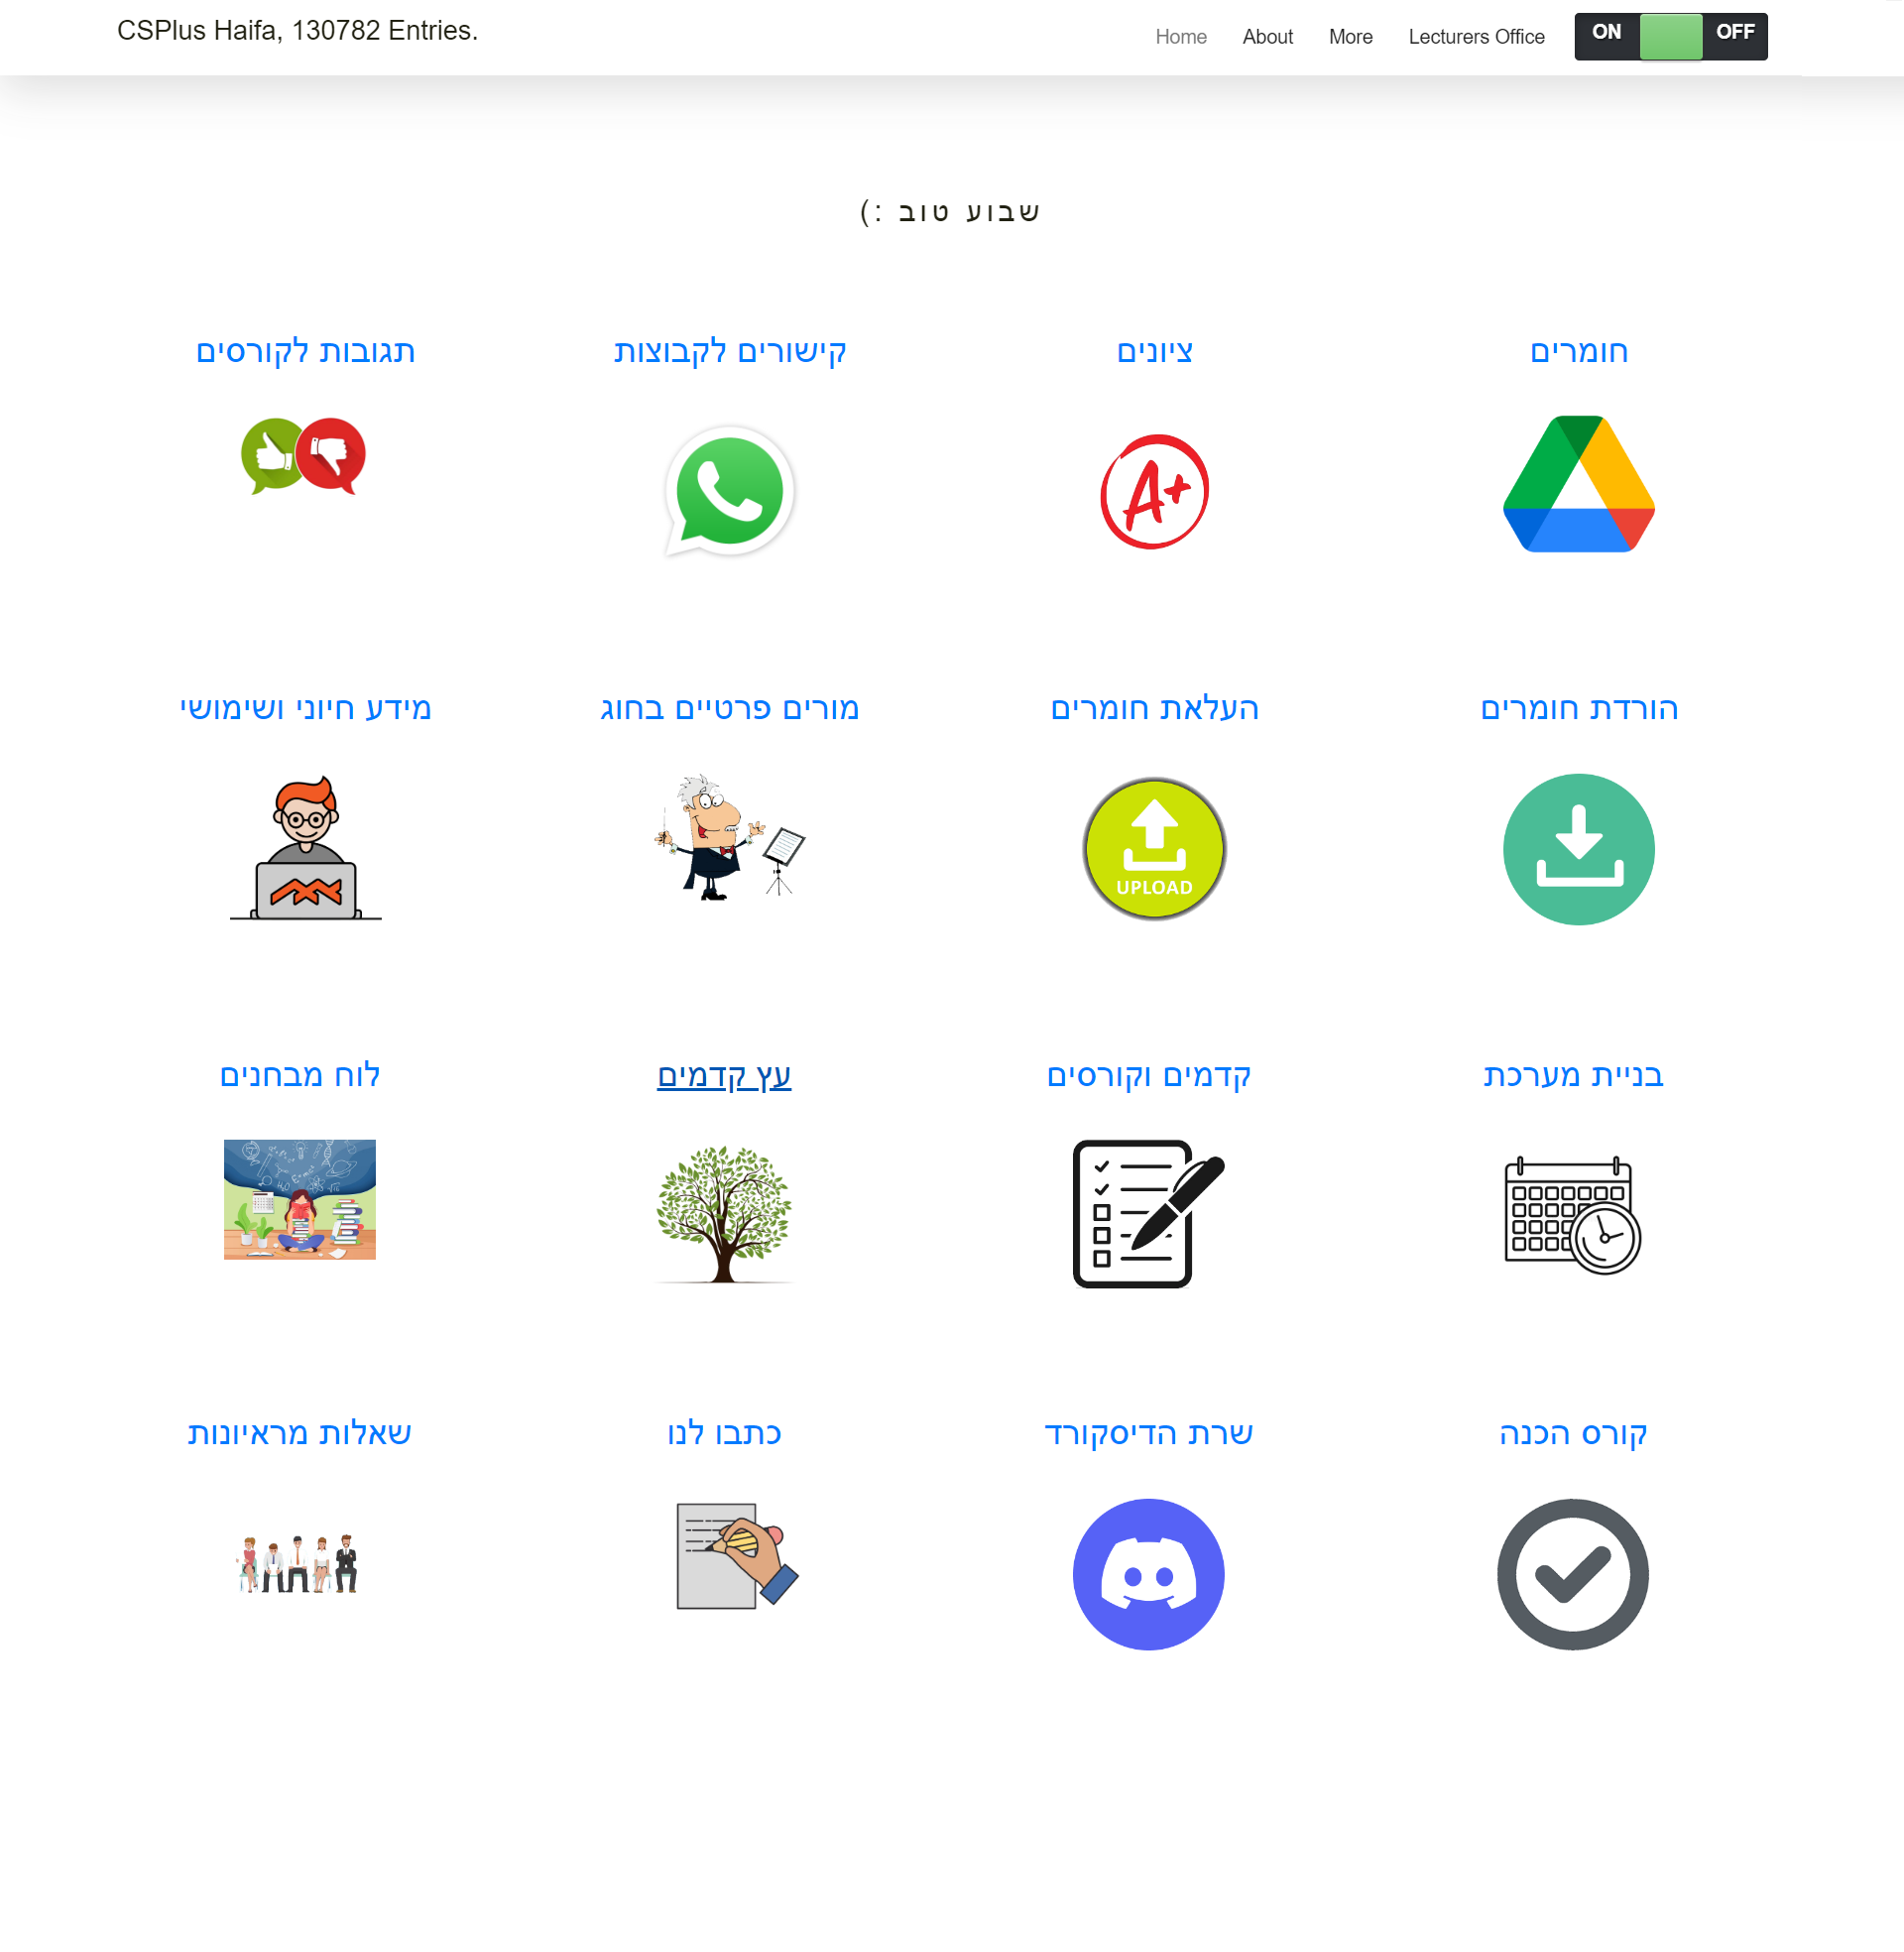 CSPlus Haifa, 130782 Entries.
Home About More Lecturers Office ON OFF
שבוע טוב :)
חומרים ציונים קישורים לקבוצות תגובות לקורסים
A+
הורדת חומרים העלאת חומרים מורים פרטיים בחוג מידע חיוני ושימושי
UPLOAD
בניית מערכת קדמים וקורסים עץ קדמים לוח מבחנים
קורס הכנה שרת הדיסקורד כתבו לנו שאלות מראיונות